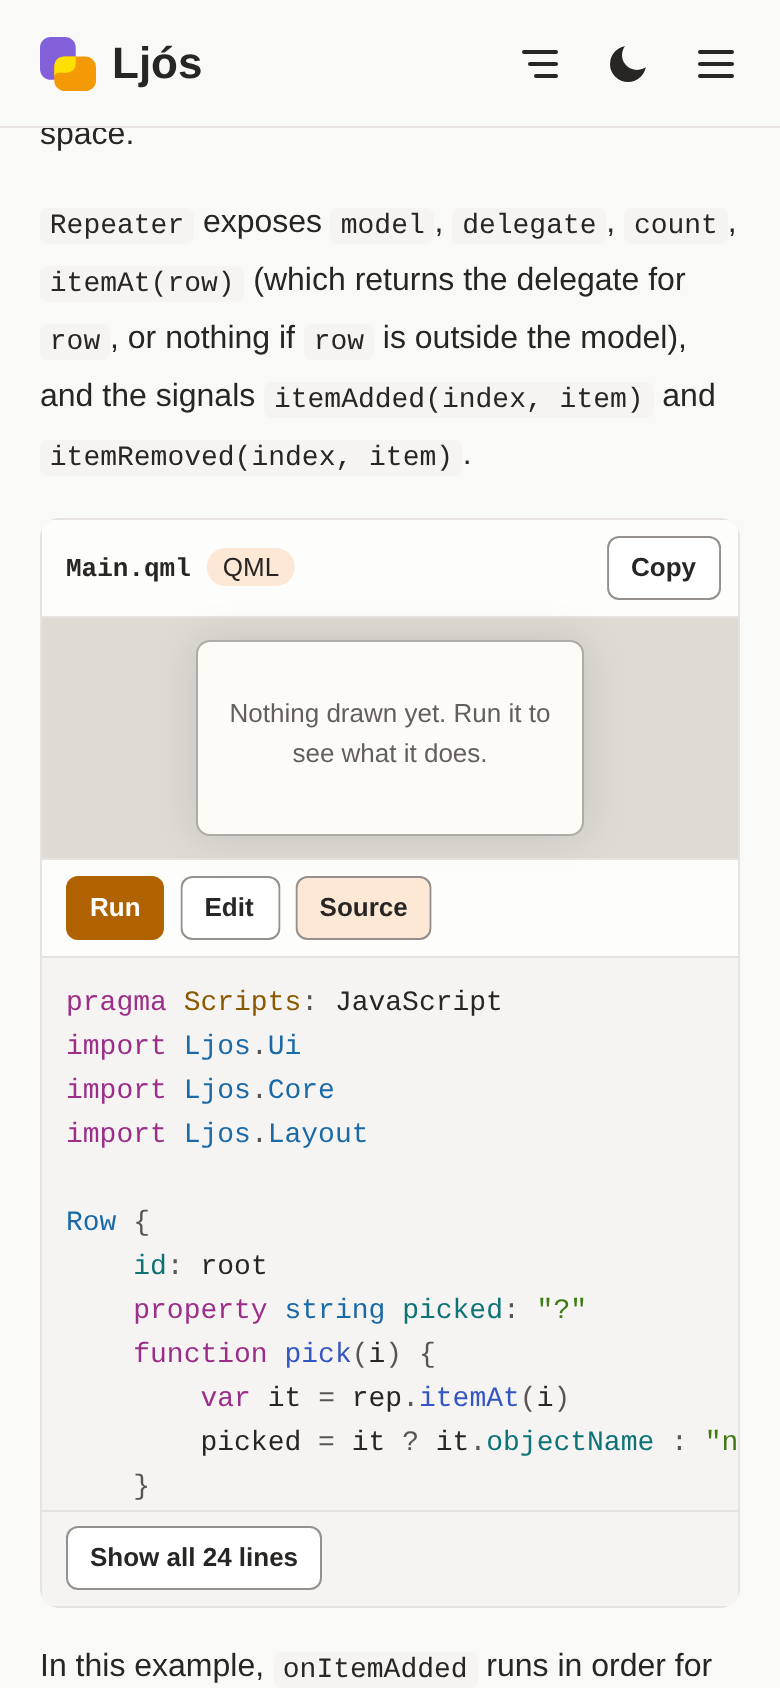 Ljós
space.
Repeater exposes model, delegate, count,
itemAt(row) (which returns the delegate for
row, or nothing if row is outside the model),
and the signals itemAdded(index, item) and
itemRemoved(index, item).
Main.qml QML Copy
Nothing drawn yet. Run it to
see what it does.
Run Edit Source
pragma Scripts: JavaScript
import Ljos.Ui
import Ljos.Core
import Ljos.Layout
Row {
    id: root
    property string picked: "?"
    function pick(i) {
        var it = rep.itemAt(i)
        picked = it ? it.objectName : "n
    }
Show all 24 lines
In this example, onItemAdded runs in order for